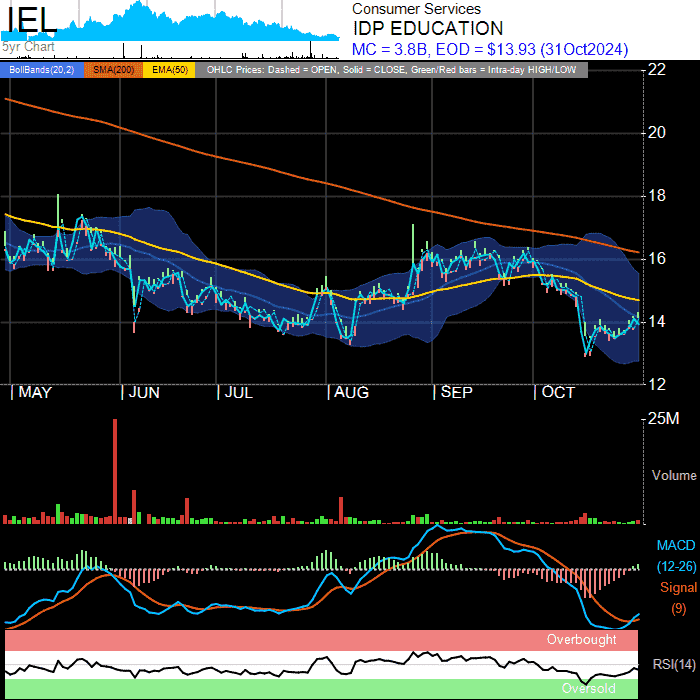 IEL
5yr Chart
Consumer Services
IDP EDUCATION
MC = 3.8B, EOD = $13.93 (31Oct2024)
BollBands(20,2) SMA(200) EMA(50) OHLC Prices: Dashed = OPEN, Solid = CLOSE, Green/Red bars = Intra-day HIGH/LOW
22
20
18
16
14
12
MAY JUN JUL AUG SEP OCT
25M
Volume
MACD
(12-26)
Signal
(9)
Overbought
RSI(14)
Oversold